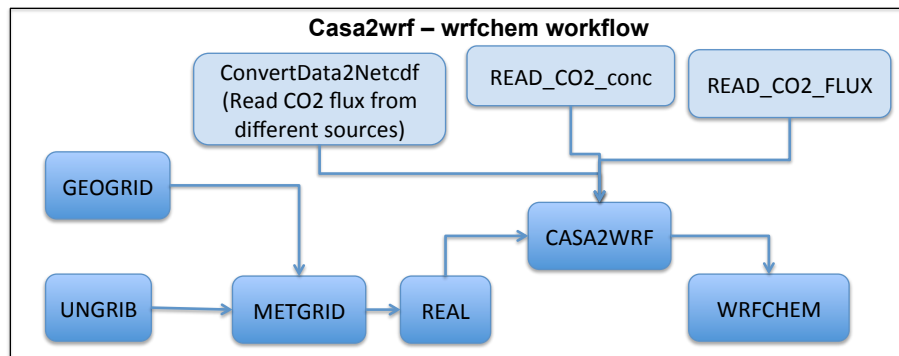 Casa2wrf – wrfchem workflow
ConvertData2Netcdf
(Read CO2 flux from
different sources)
READ_CO2_conc
READ_CO2_FLUX
GEOGRID
CASA2WRF
UNGRIB
METGRID
REAL
WRFCHEM